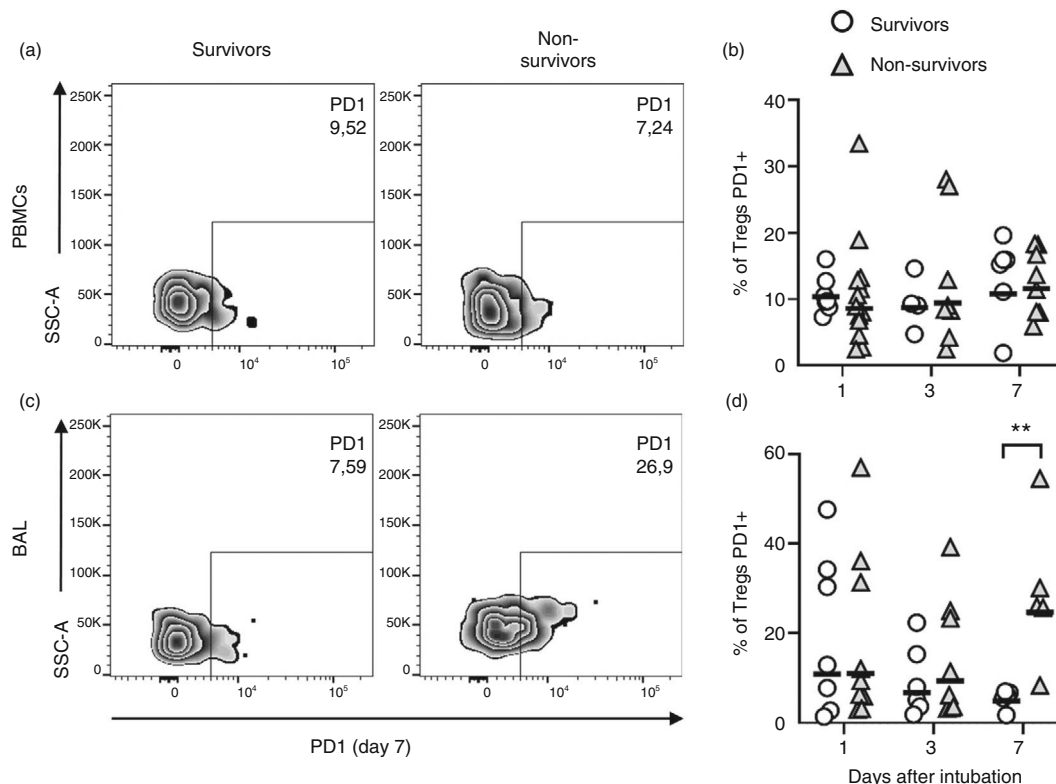 Survivors
Non-survivors
(a)
Survivors
Non-
survivors
(b)
PBMCs
SSC-A
250K
200K
150K
100K
50K
0
PD1
9,52
0
10⁴
10⁵
250K
200K
150K
100K
50K
0
PD1
7,24
0
10⁴
10⁵
% of Tregs PD1+
40
30
20
10
0
1
3
7
(c)
BAL
SSC-A
250K
200K
150K
100K
50K
0
PD1
7,59
0
10⁴
10⁵
250K
200K
150K
100K
50K
0
PD1
26,9
0
10⁴
10⁵
PD1 (day 7)
(d)
% of Tregs PD1+
60
40
20
0
**
1
3
7
Days after intubation